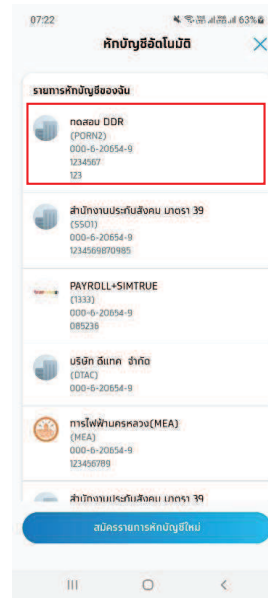 07:22
63%
หักบัญชีอัตโนมัติ
รายการหักบัญชีของฉัน
ทดสอบ DDR
(PORN2)
000-6-20654-9
1234567
123
สำนักงานประกันสังคม มาตรา 39
(SSO1)
000-6-20654-9
1234569870985
PAYROLL+SIMTRUE
(1333)
000-6-20654-9
085236
บริษัท ดีแทค จำกัด
(DTAC)
000-6-20654-9
การไฟฟ้านครหลวง(MEA)
(MEA)
000-6-20654-9
123456789
สำนักงานประกันสังคม มาตรา 39
สมัครรายการหักบัญชีใหม่